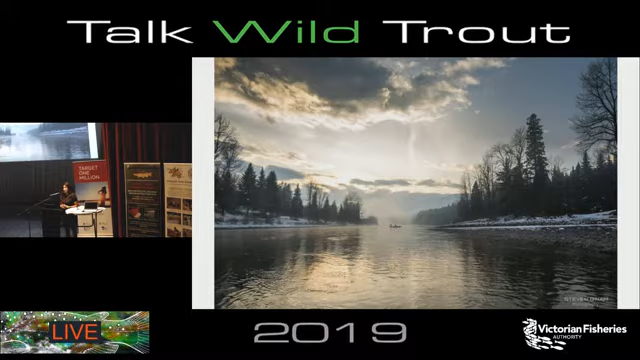 Talk Wild Trout
TARGET
ONE
MILLION
LIVE
2019
Victorian Fisheries
AUTHORITY